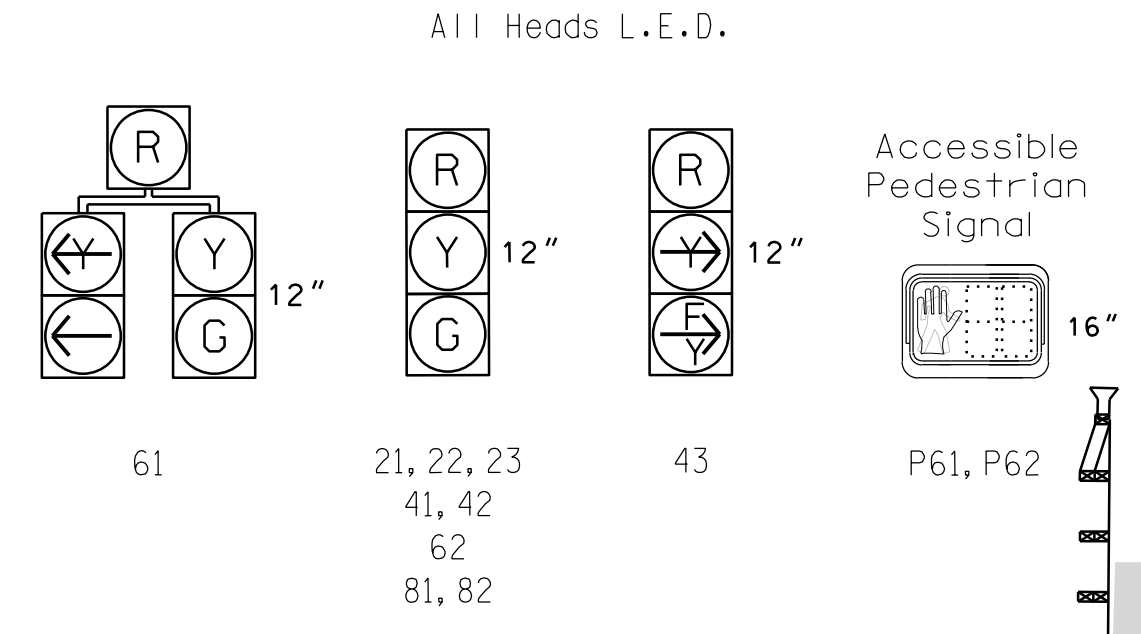 All Heads L.E.D.
R
Y Y
G
12"
R
Y
G
12"
R
Y
F
Y
12"
Accessible
Pedestrian
Signal
16"
61
21, 22, 23
41, 42
62
81, 82
43
P61, P62